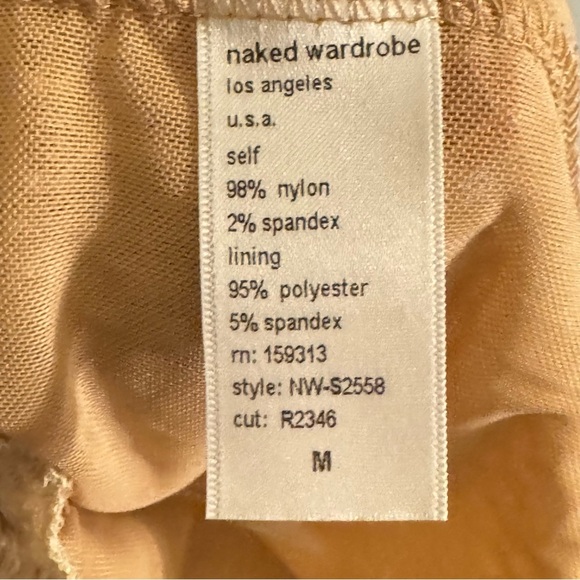 naked wardrobe
los angeles
u.s.a.
self
98% nylon
2% spandex
lining
95% polyester
5% spandex
rn: 159313
style: NW-S2558
cut: R2346
M